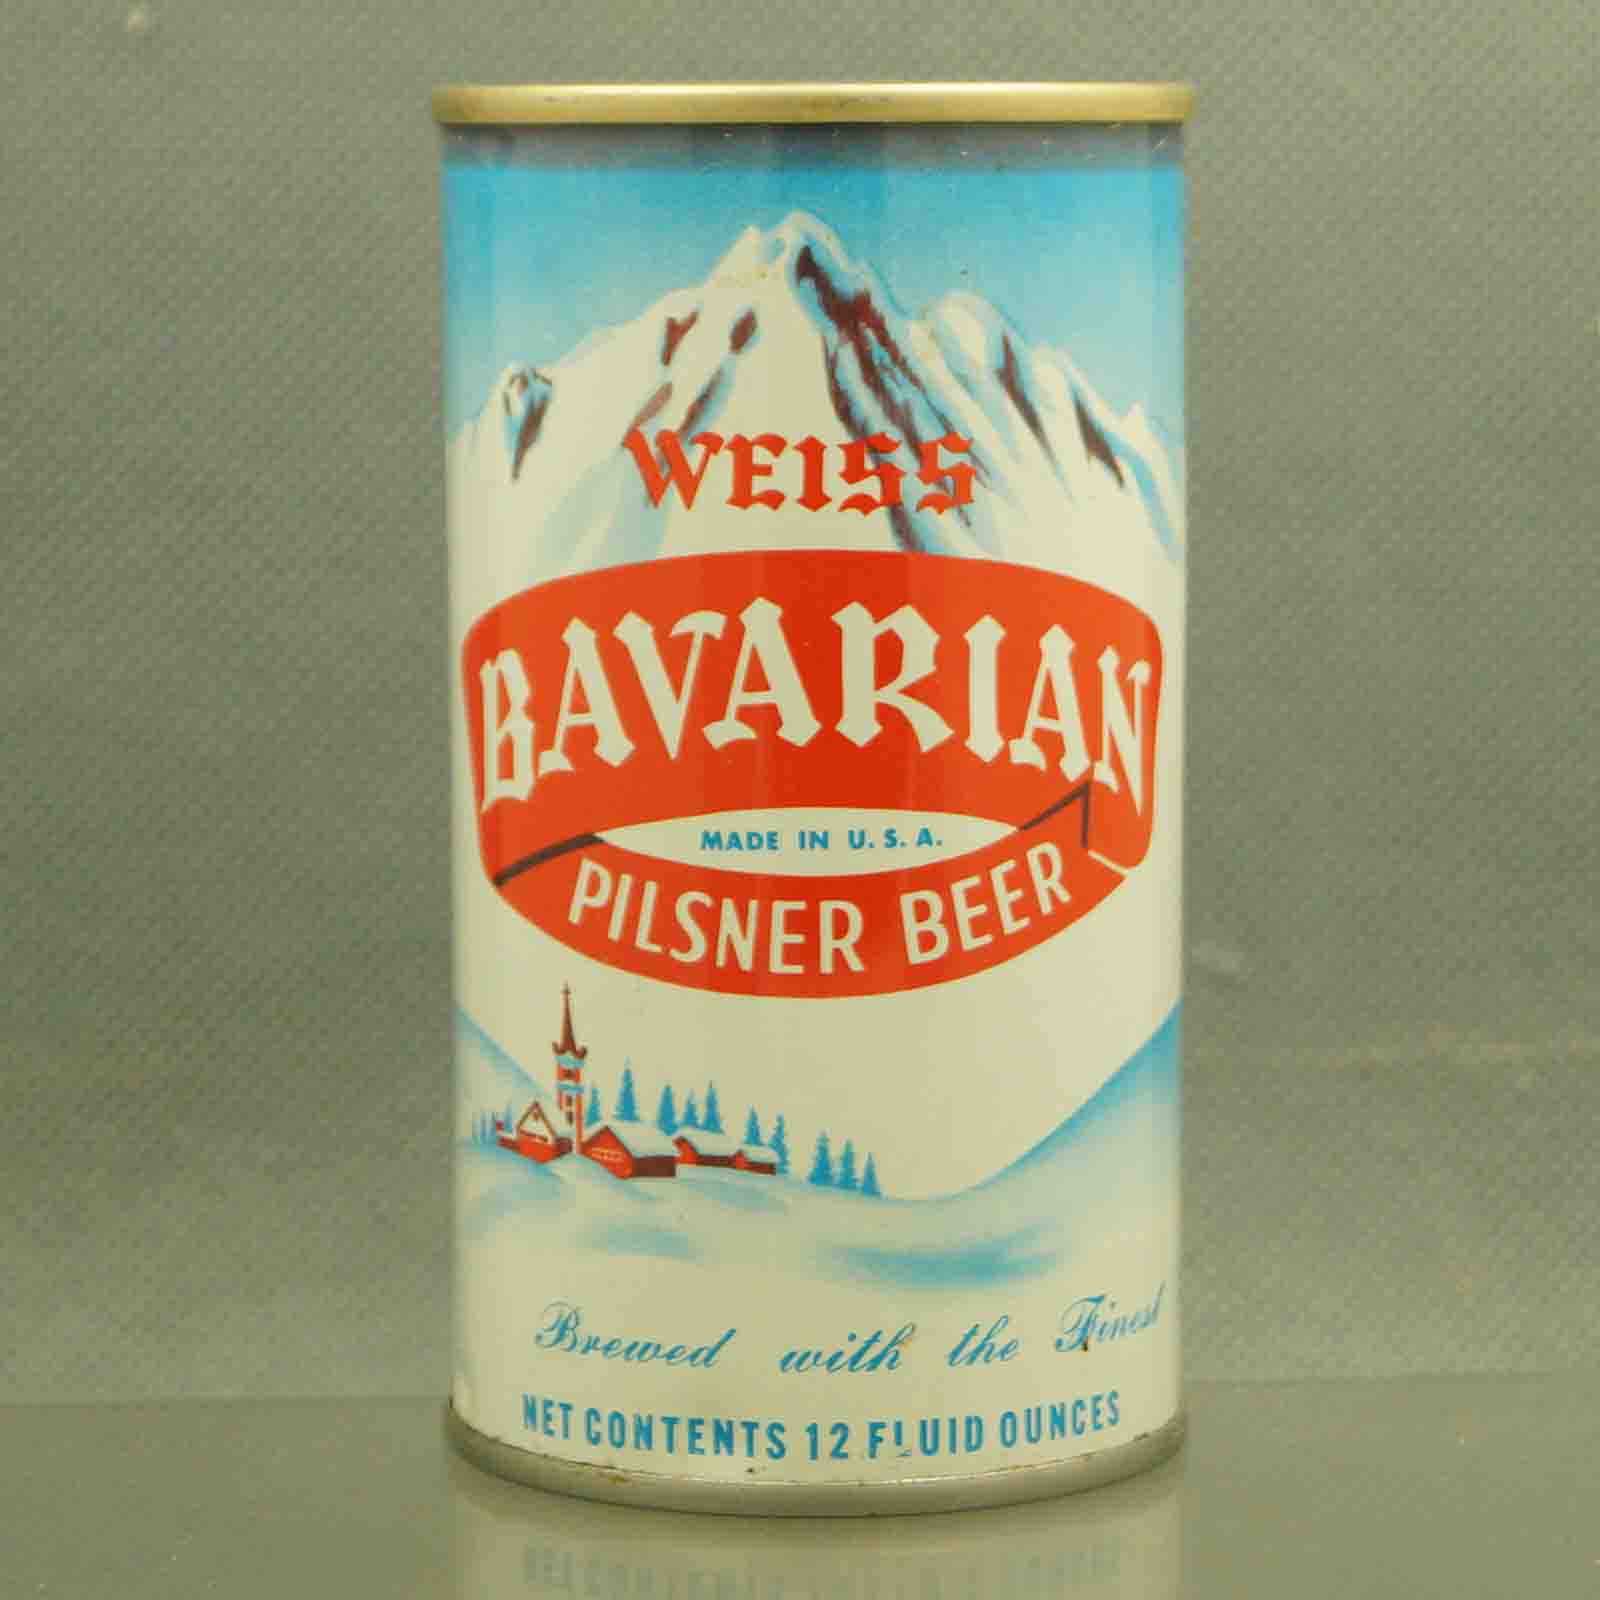 WEISS
BAVARIAN
MADE IN U.S.A.
PILSNER BEER
Brewed with the Finest
NET CONTENTS 12 FLUID OUNCES